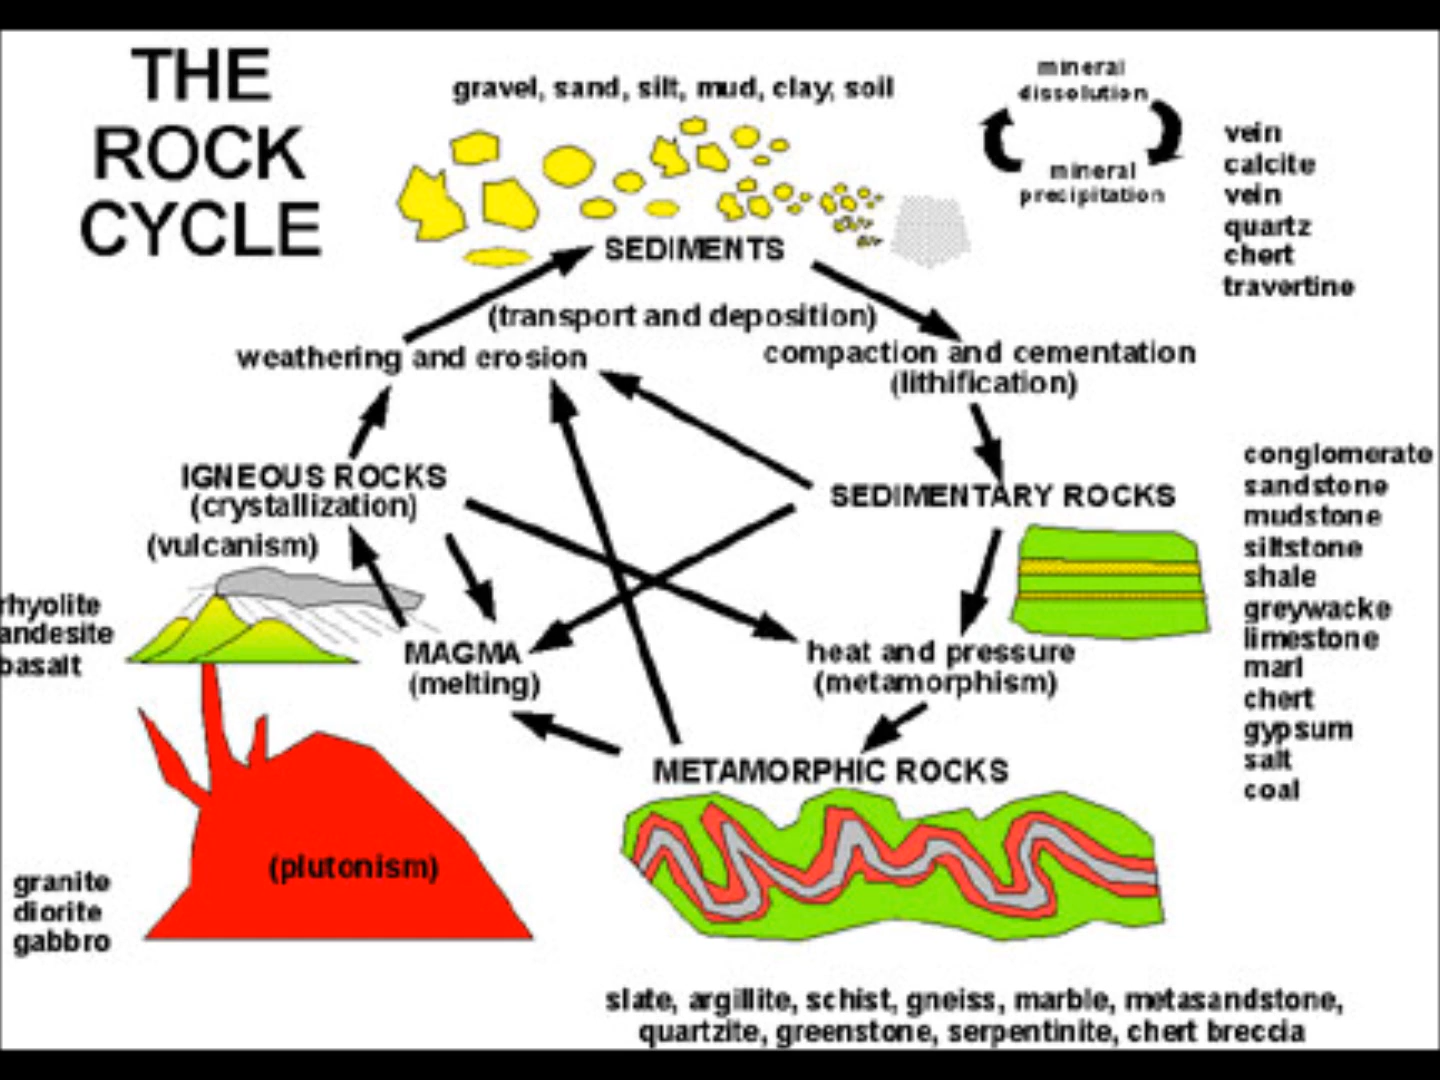 THE
ROCK
CYCLE
gravel, sand, silt, mud, clay, soil
mineral
dissolution
mineral
precipitation
vein
calcite
vein
quartz
chert
travertine
SEDIMENTS
(transport and deposition)
weathering and erosion
compaction and cementation
(lithification)
IGNEOUS ROCKS
(crystallization)
(vulcanism)
SEDIMENTARY ROCKS
conglomerate
sandstone
mudstone
siltstone
shale
greywacke
limestone
marl
chert
gypsum
salt
coal
rhyolite
andesite
basalt
MAGMA
(melting)
heat and pressure
(metamorphism)
METAMORPHIC ROCKS
(plutonism)
granite
diorite
gabbro
slate, argillite, schist, gneiss, marble, metasandstone,
quartzite, greenstone, serpentinite, chert breccia